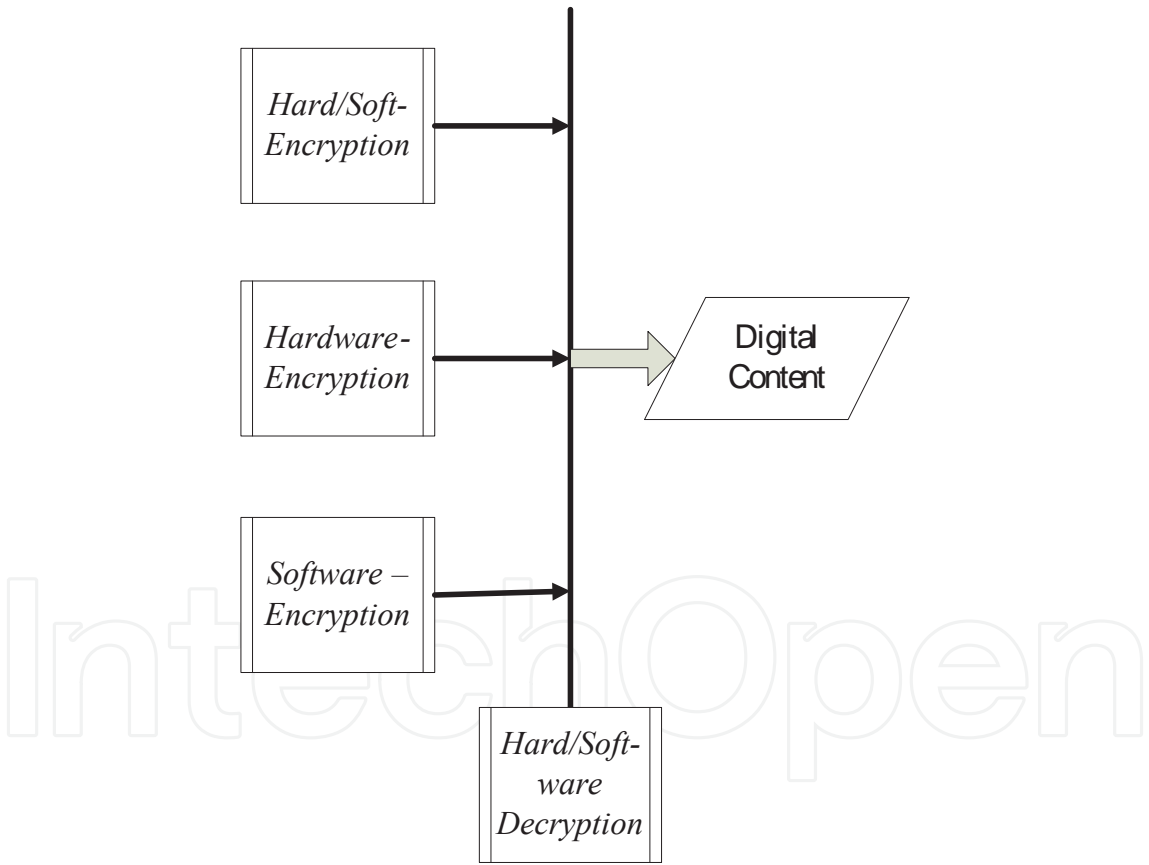 Hard/Soft-
Encryption
Hardware-
Encryption
Digital
Content
Software –
Encryption
IntechOpen
Hard/Soft-
ware
Decryption